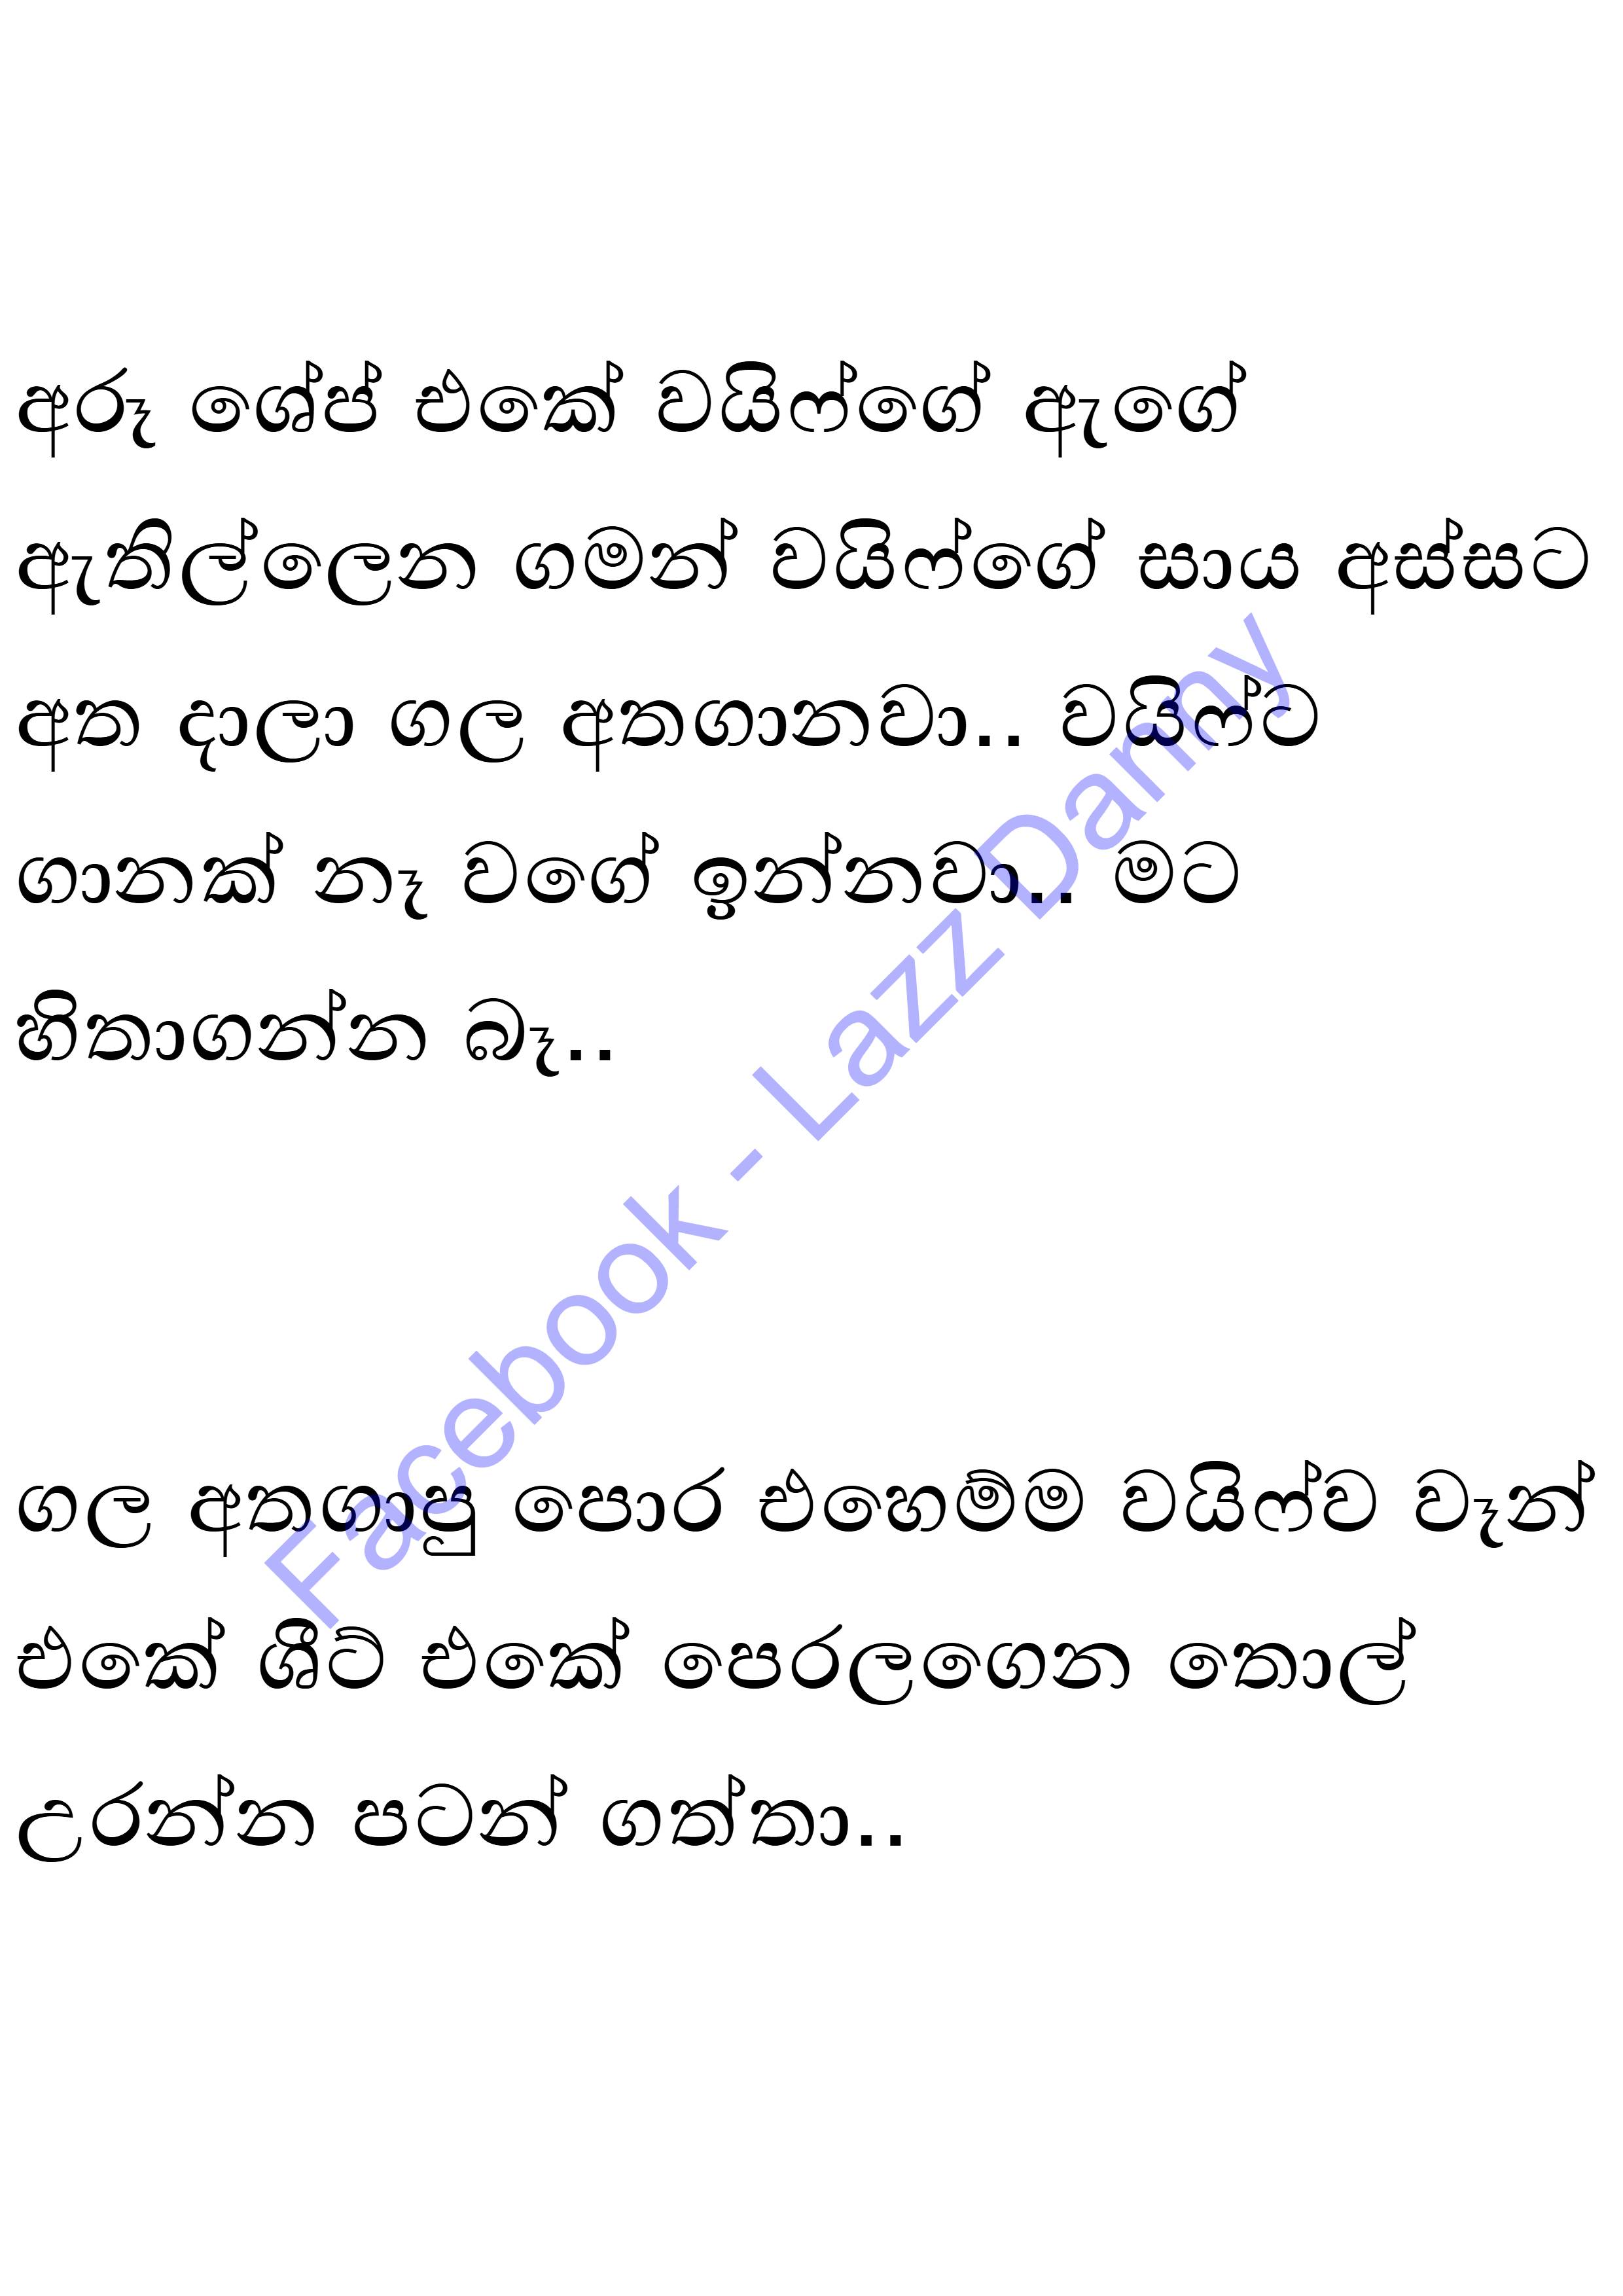 අරූ ශේප් එකේ වයිෆ්ගේ ඇගේ
ඇතිල්ලෙන ගමන් වයිෆ්ගේ සාය අස්සට
අත දාලා ගල අතගානවා.. වයිෆ්ට
ගානක් නෑ වගේ ඉන්නවා.. මට
හිතාගන්න බෑ..
ගල අතගාපු පොර එහෙම්ම වයිෆ්ව වෑන්
එකේ ශීට් එකේ පෙරලගෙන තොල්
උරන්න පටන් ගත්තා..
Facebook - Lazz Danny